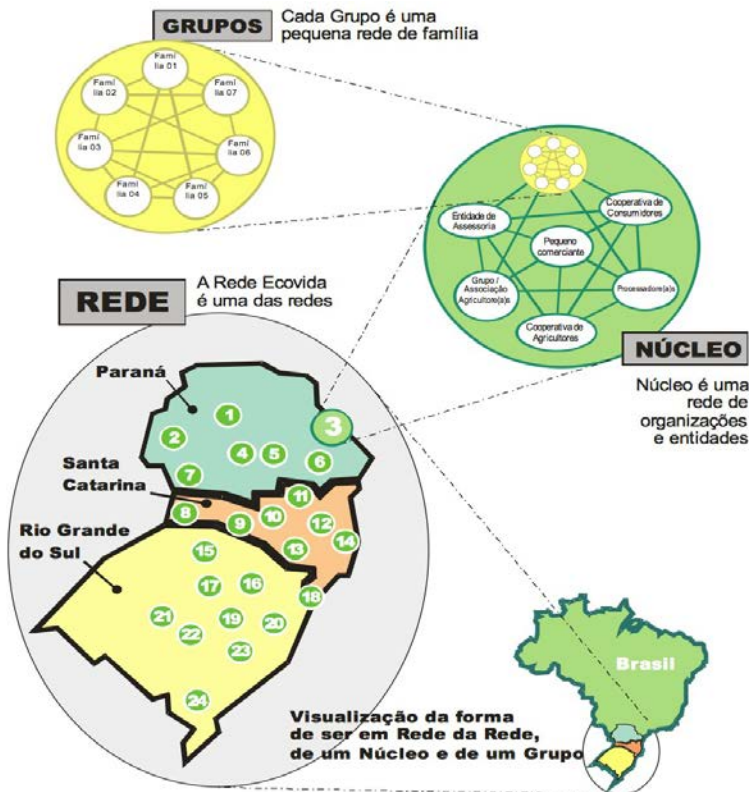 GRUPOS
Cada Grupo é uma
pequena rede de família
Famí
lia 01
Famí
lia 02
Famí
lia 07
Famí
lia 03
Famí
lia 06
Famí
lia 04
Famí
lia 05
Entidade de
Assessoria
Cooperativa de
Consumidores
Pequeno
comerciante
Grupo /
Associação
Agricultore(a)s
Processadore(a)s
Cooperativa de
Agricultores
NÚCLEO
Núcleo é uma
rede de
organizações
e entidades
REDE
A Rede Ecovida
é uma das redes
Paraná
1
2
3
4
5
6
7
Santa
Catarina
8
9
10
11
12
13
14
Rio Grande
do Sul
15
16
17
18
19
20
21
22
23
24
Brasil
Visualização da forma
de ser em Rede da Rede,
de um Núcleo e de um Grupo